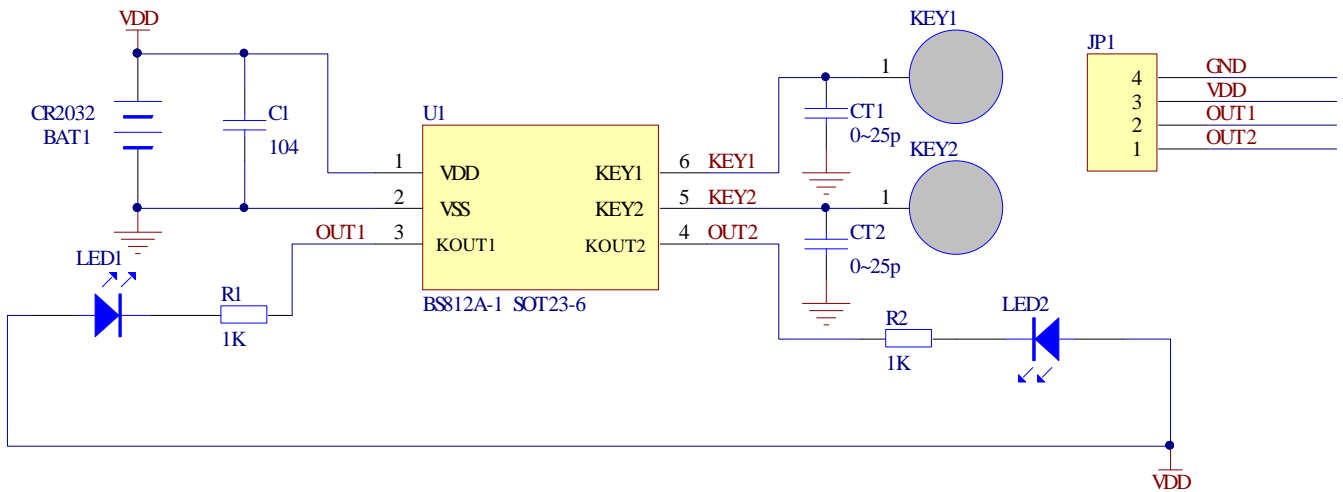 VDD
CR2032
BAT1
C1
104
U1
1
VDD
2
VSS
3
KOUT1
OUT1
KEY1
6
KEY1
KEY2
5
KEY2
KOUT2
4
OUT2
BS812A-1 SOT23-6
KEY1
1
CT1
0~25p
KEY2
1
CT2
0~25p
JP1
4
GND
3
VDD
2
OUT1
1
OUT2
LED1
R1
1K
R2
1K
LED2
VDD